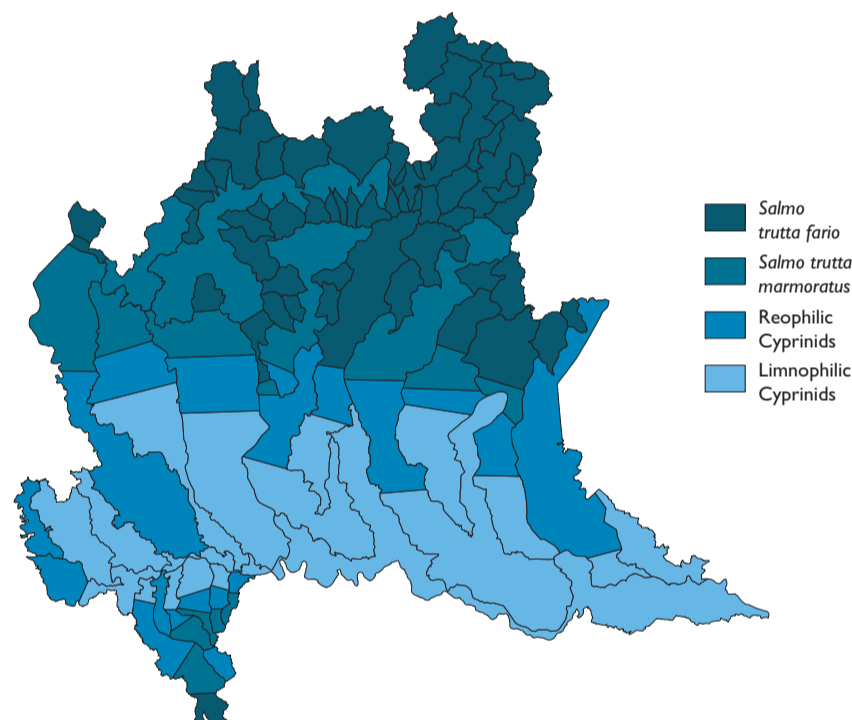 Salmo
trutta fario
Salmo trutta
marmoratus
Reophilic
Cyprinids
Limnophilic
Cyprinids